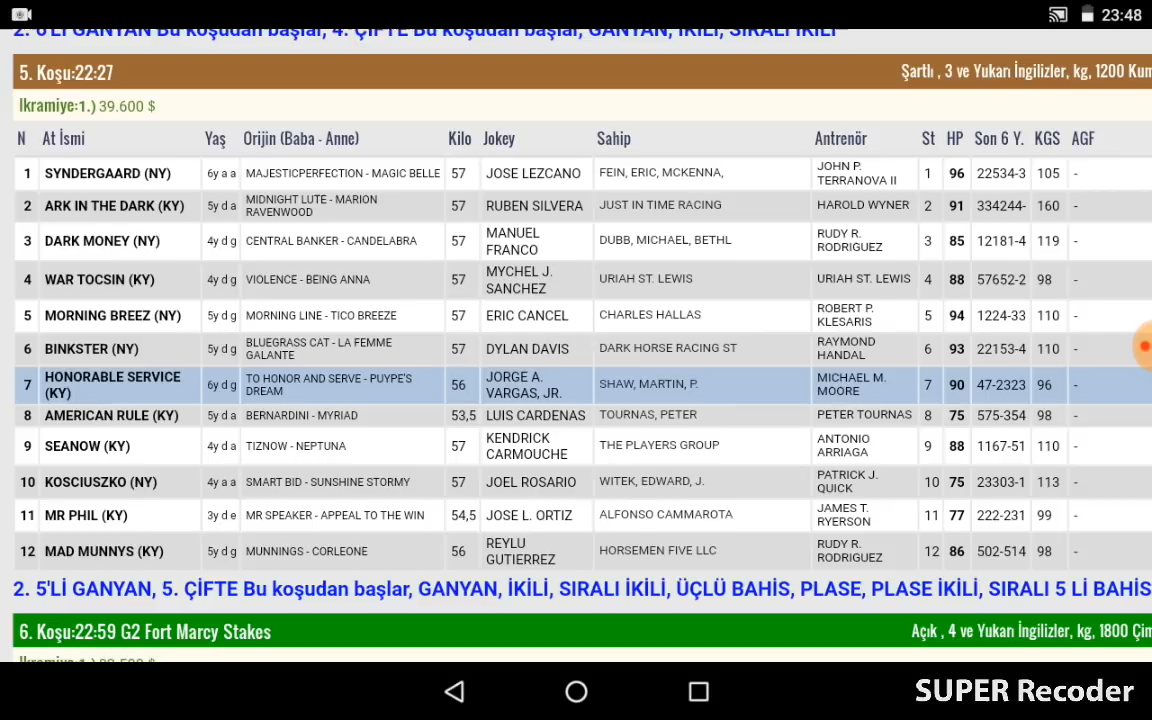 23:48
2. 6'Lİ GANYAN Bu koşudan başlar, 4. ÇİFTE Bu koşudan başlar, GANYAN, İKİLİ, SIRALI İKİLİ
5. Koşu:22:27 Şartlı , 3 ve Yukarı İngilizler, kg, 1200 Kum
İkramiye:1.) 39.600 $
N At İsmi Yaş Orijin (Baba - Anne) Kilo Jokey Sahip Antrenör St HP Son 6 Y. KGS AGF
1 SYNDERGAARD (NY) 6y a a MAJESTICPERFECTION - MAGIC BELLE 57 JOSE LEZCANO FEIN, ERIC, MCKENNA, JOHN P. TERRANOVA II 1 96 22534-3 105 -
2 ARK IN THE DARK (KY) 5y d a MIDNIGHT LUTE - MARION RAVENWOOD 57 RUBEN SILVERA JUST IN TIME RACING HAROLD WYNER 2 91 334244- 160 -
3 DARK MONEY (NY) 4y d g CENTRAL BANKER - CANDELABRA 57 MANUEL FRANCO DUBB, MICHAEL, BETHL RUDY R. RODRIGUEZ 3 85 12181-4 119 -
4 WAR TOCSIN (KY) 4y d g VIOLENCE - BEING ANNA 57 MYCHEL J. SANCHEZ URIAH ST. LEWIS URIAH ST. LEWIS 4 88 57652-2 98 -
5 MORNING BREEZ (NY) 5y d g MORNING LINE - TICO BREEZE 57 ERIC CANCEL CHARLES HALLAS ROBERT P. KLESARIS 5 94 1224-33 110 -
6 BINKSTER (NY) 5y d g BLUEGRASS CAT - LA FEMME GALANTE 57 DYLAN DAVIS DARK HORSE RACING ST RAYMOND HANDAL 6 93 22153-4 110 -
7 HONORABLE SERVICE (KY) 6y d g TO HONOR AND SERVE - PUYPE'S DREAM 56 JORGE A. VARGAS, JR. SHAW, MARTIN, P. MICHAEL M. MOORE 7 90 47-2323 96 -
8 AMERICAN RULE (KY) 5y d a BERNARDINI - MYRIAD 53,5 LUIS CARDENAS TOURNAS, PETER PETER TOURNAS 8 75 575-354 98 -
9 SEANOW (KY) 4y d a TIZNOW - NEPTUNA 57 KENDRICK CARMOUCHE THE PLAYERS GROUP ANTONIO ARRIAGA 9 88 1167-51 110 -
10 KOSCIUSZKO (NY) 4y a a SMART BID - SUNSHINE STORMY 57 JOEL ROSARIO WITEK, EDWARD, J. PATRICK J. QUICK 10 75 23303-1 113 -
11 MR PHIL (KY) 3y d e MR SPEAKER - APPEAL TO THE WIN 54,5 JOSE L. ORTIZ ALFONSO CAMMAROTA JAMES T. RYERSON 11 77 222-231 99 -
12 MAD MUNNYS (KY) 5y d g MUNNINGS - CORLEONE 56 REYLU GUTIERREZ HORSEMEN FIVE LLC RUDY R. RODRIGUEZ 12 86 502-514 98 -
2. 5'Lİ GANYAN, 5. ÇİFTE Bu koşudan başlar, GANYAN, İKİLİ, SIRALI İKİLİ, ÜÇLÜ BAHİS, PLASE, PLASE İKİLİ, SIRALI 5 Lİ BAHİS
6. Koşu:22:59 G2 Fort Marcy Stakes Açık , 4 ve Yukarı İngilizler, kg, 1800 Çim
SUPER Recoder